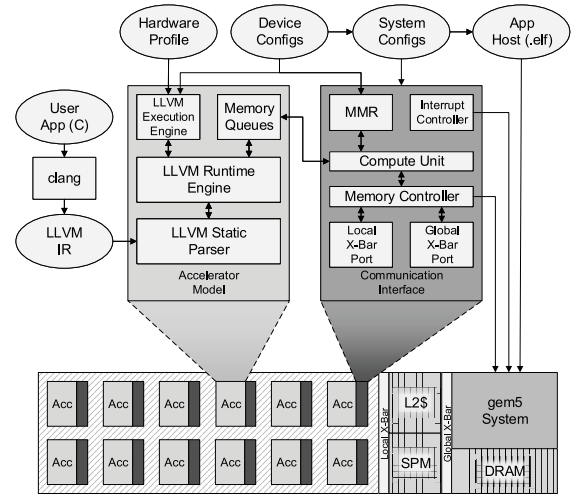 Hardware
Profile
Device
Configs
System
Configs
App
Host (.elf)
User
App (C)
clang
LLVM
IR
LLVM
Execution
Engine
Memory
Queues
LLVM Runtime
Engine
LLVM Static
Parser
Accelerator
Model
MMR
Interrupt
Controller
Compute Unit
Memory Controller
Local
X-Bar
Port
Global
X-Bar
Port
Communication
Interface
Acc
Acc
Acc
Acc
Acc
Acc
Acc
Acc
Acc
Acc
Acc
Acc
Local X-Bar
L2$
SPM
Global X-Bar
gem5
System
DRAM